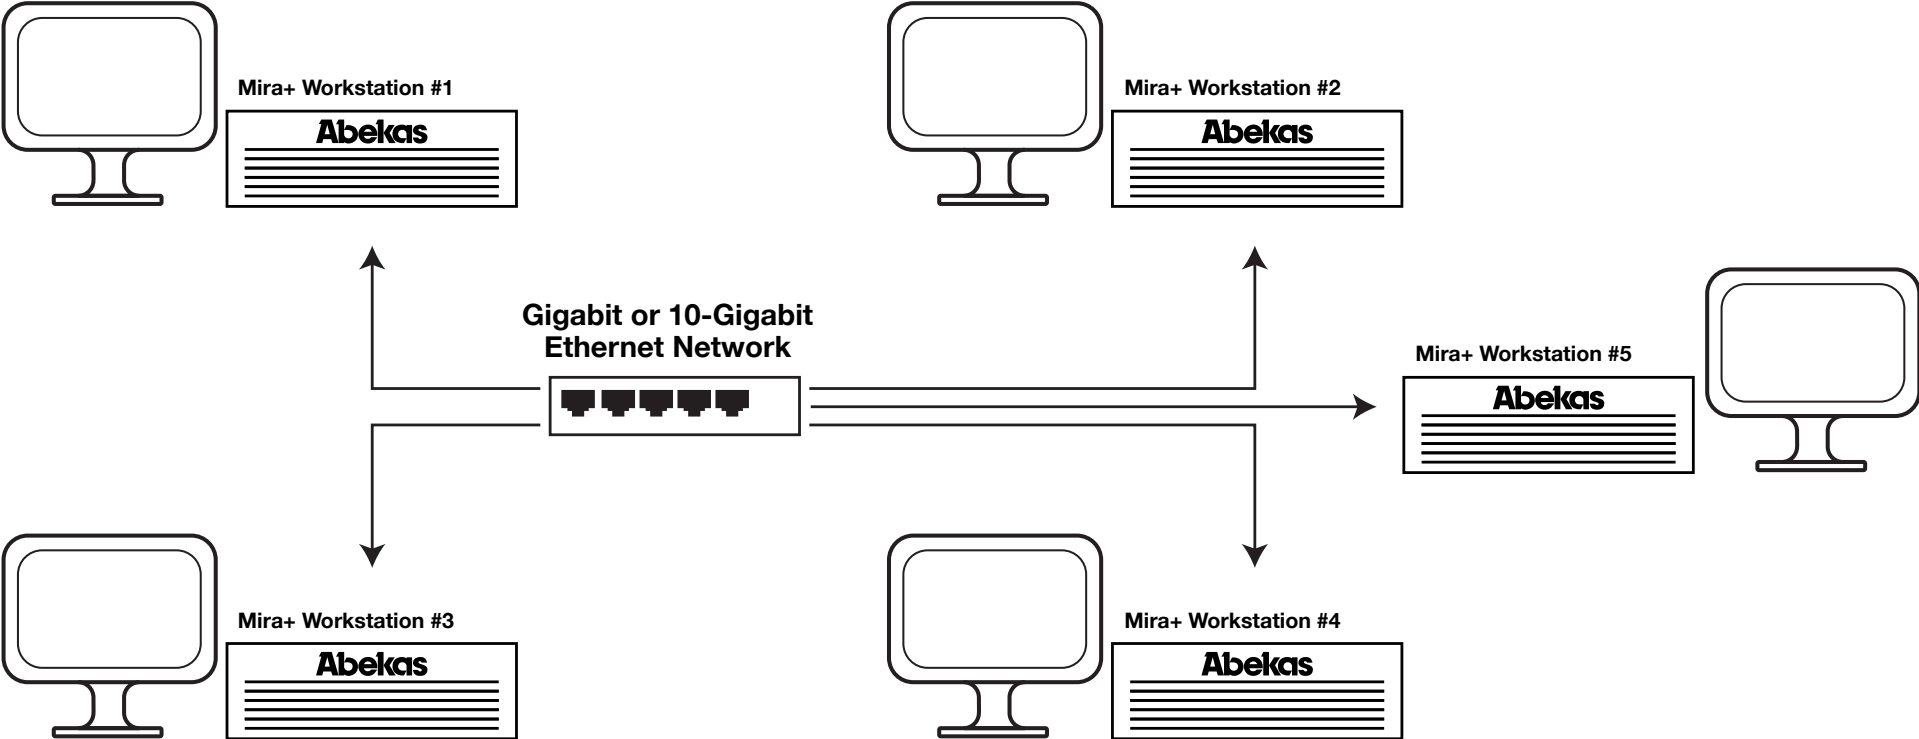 Mira+ Workstation #1
Abekas
Mira+ Workstation #2
Abekas
Gigabit or 10-Gigabit
Ethernet Network
Mira+ Workstation #5
Abekas
Mira+ Workstation #3
Abekas
Mira+ Workstation #4
Abekas